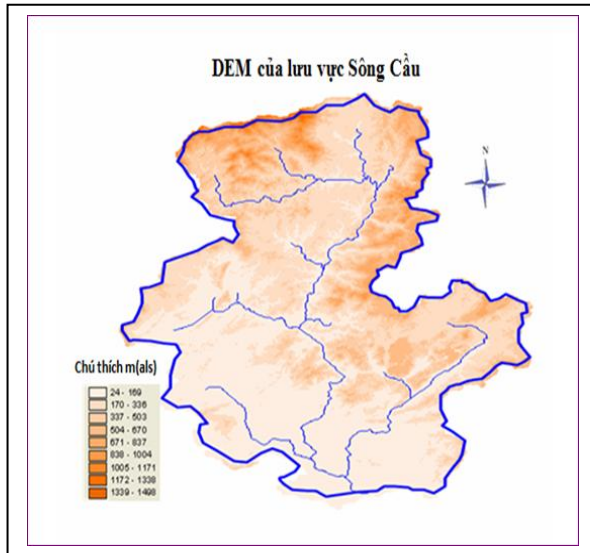 DEM của lưu vực Sông Cầu
N
Chú thích m(als)
24 - 169
170 - 336
337 - 503
504 - 670
671 - 837
838 - 1004
1005 - 1171
1172 - 1338
1339 - 1498